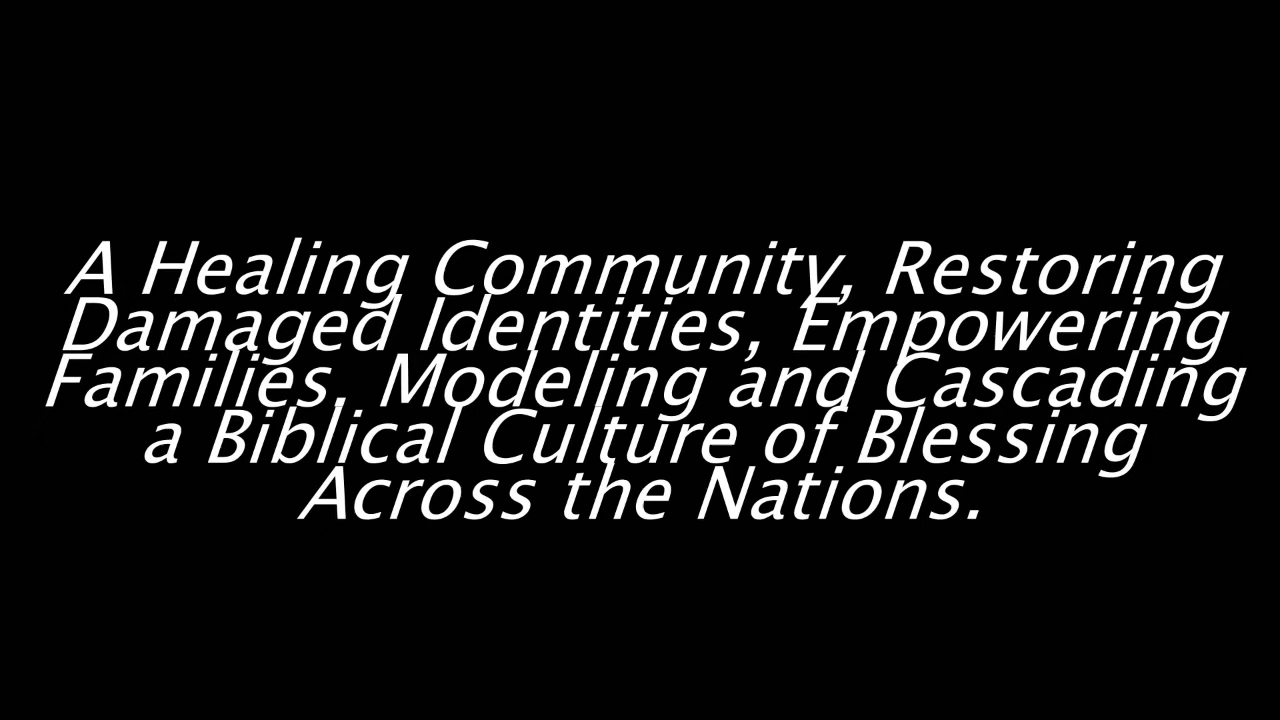 A Healing Community, Restoring
Damaged Identities, Empowering
Families, Modeling and Cascading
a Biblical Culture of Blessing
Across the Nations.